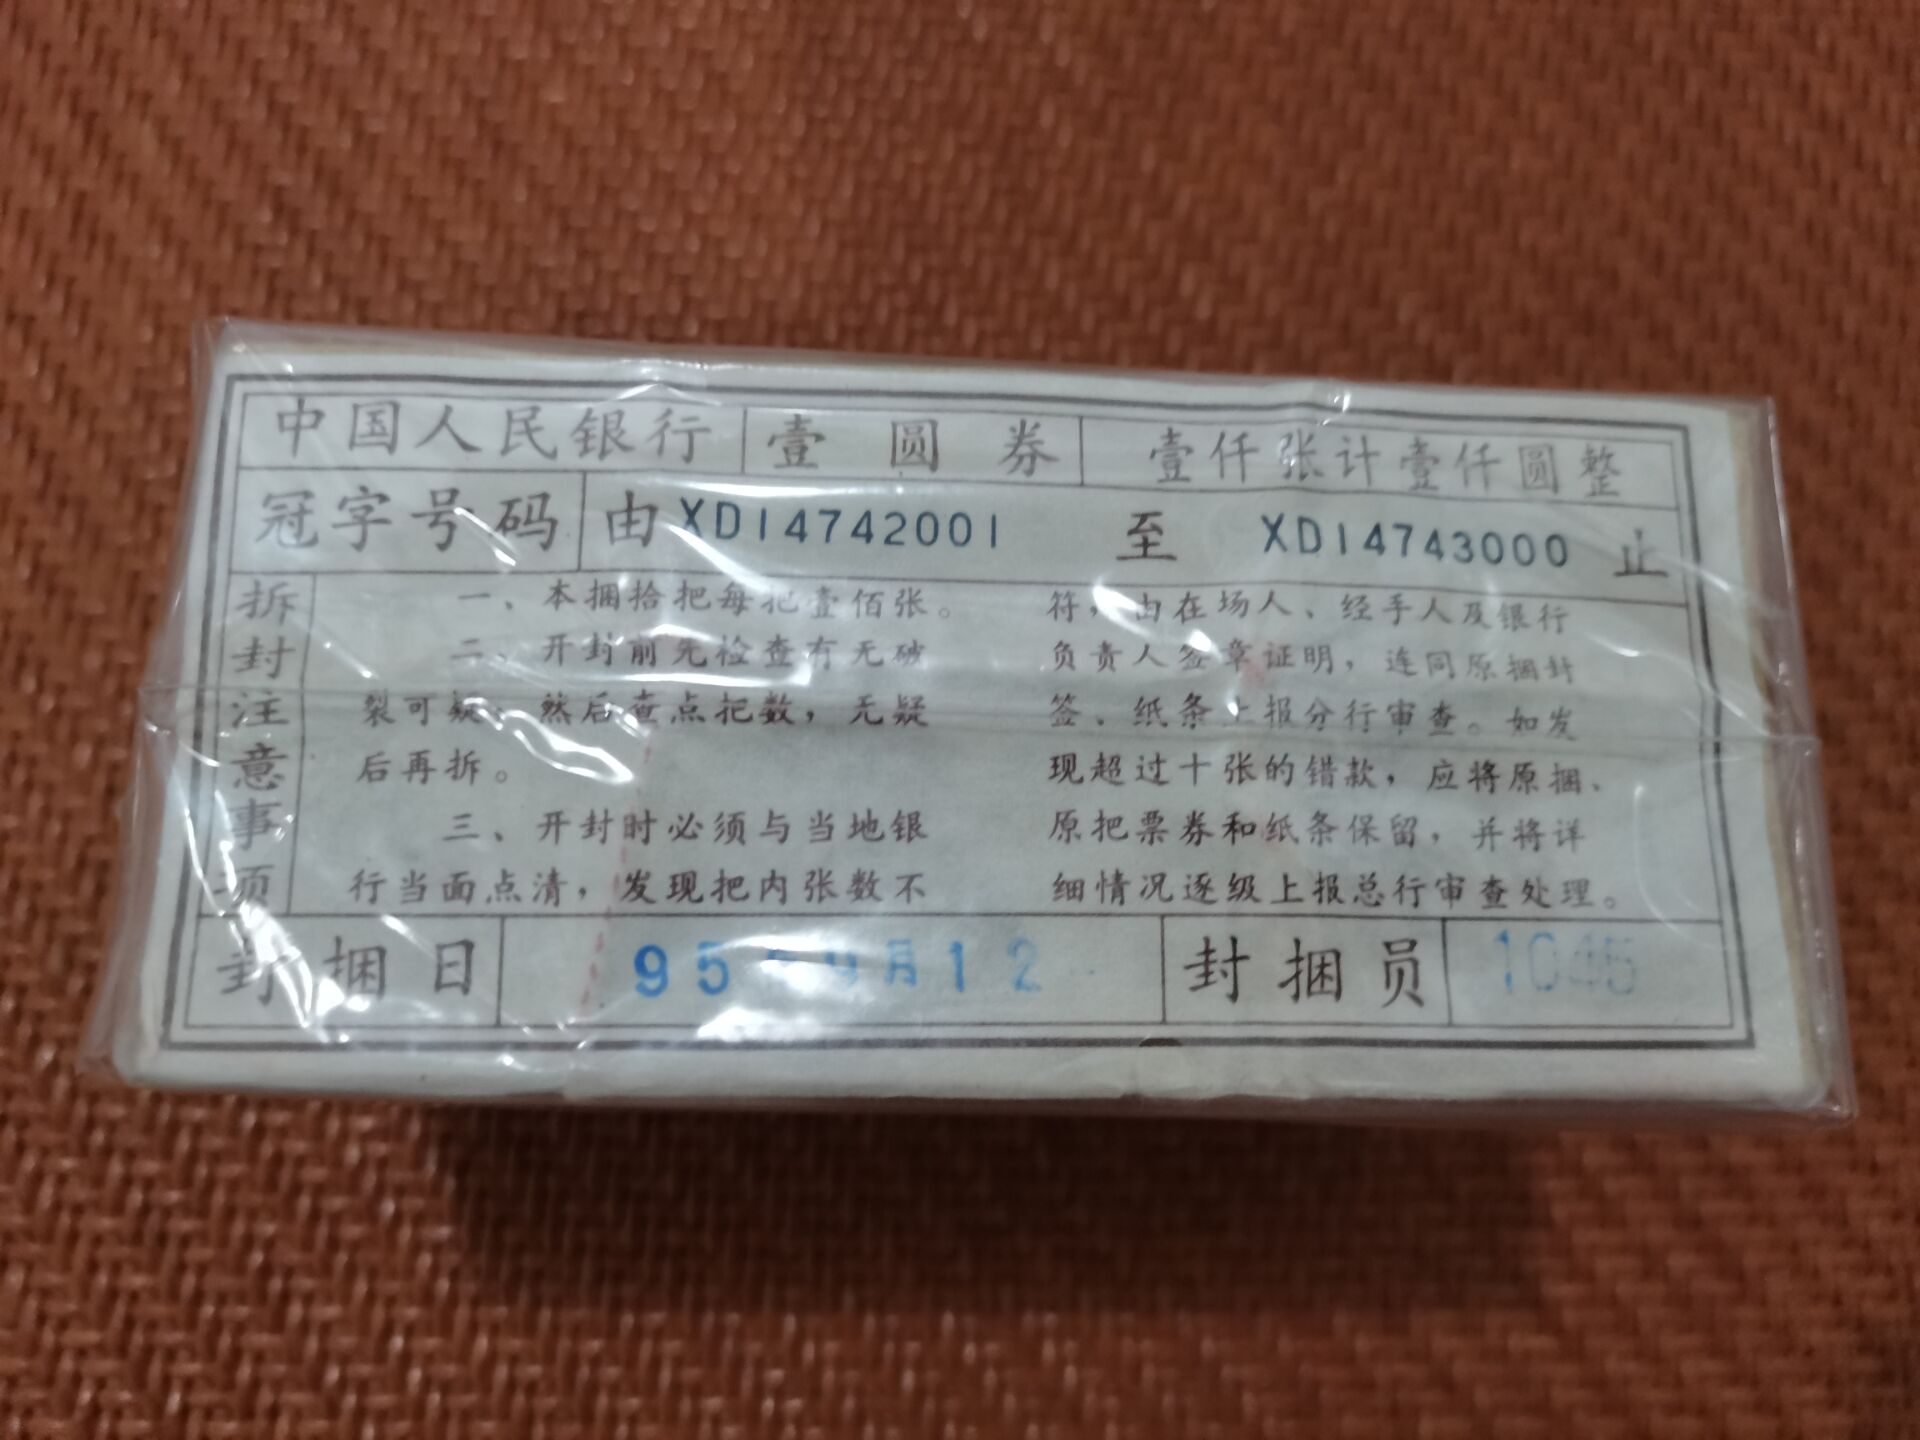 中国人民银行 壹圆券 壹仟张计壹仟圆整
冠字号码 由XD14742001 至 XD14743000 止
拆封注意事项
一、本捆拾把每把壹佰张。
二、开封前先检查有无破
裂可疑，然后查点把数，无疑
后再拆。
三、开封时必须与当地银
行当面点清，发现把内张数不
符，由在场人、经手人及银行
负责人签章证明，连同原捆封
签、纸条上报分行审查。如发
现超过十张的错款，应将原捆、
原把票券和纸条保留，并将详
细情况逐级上报总行审查处理。
封捆日 95年9月12 封捆员 1045